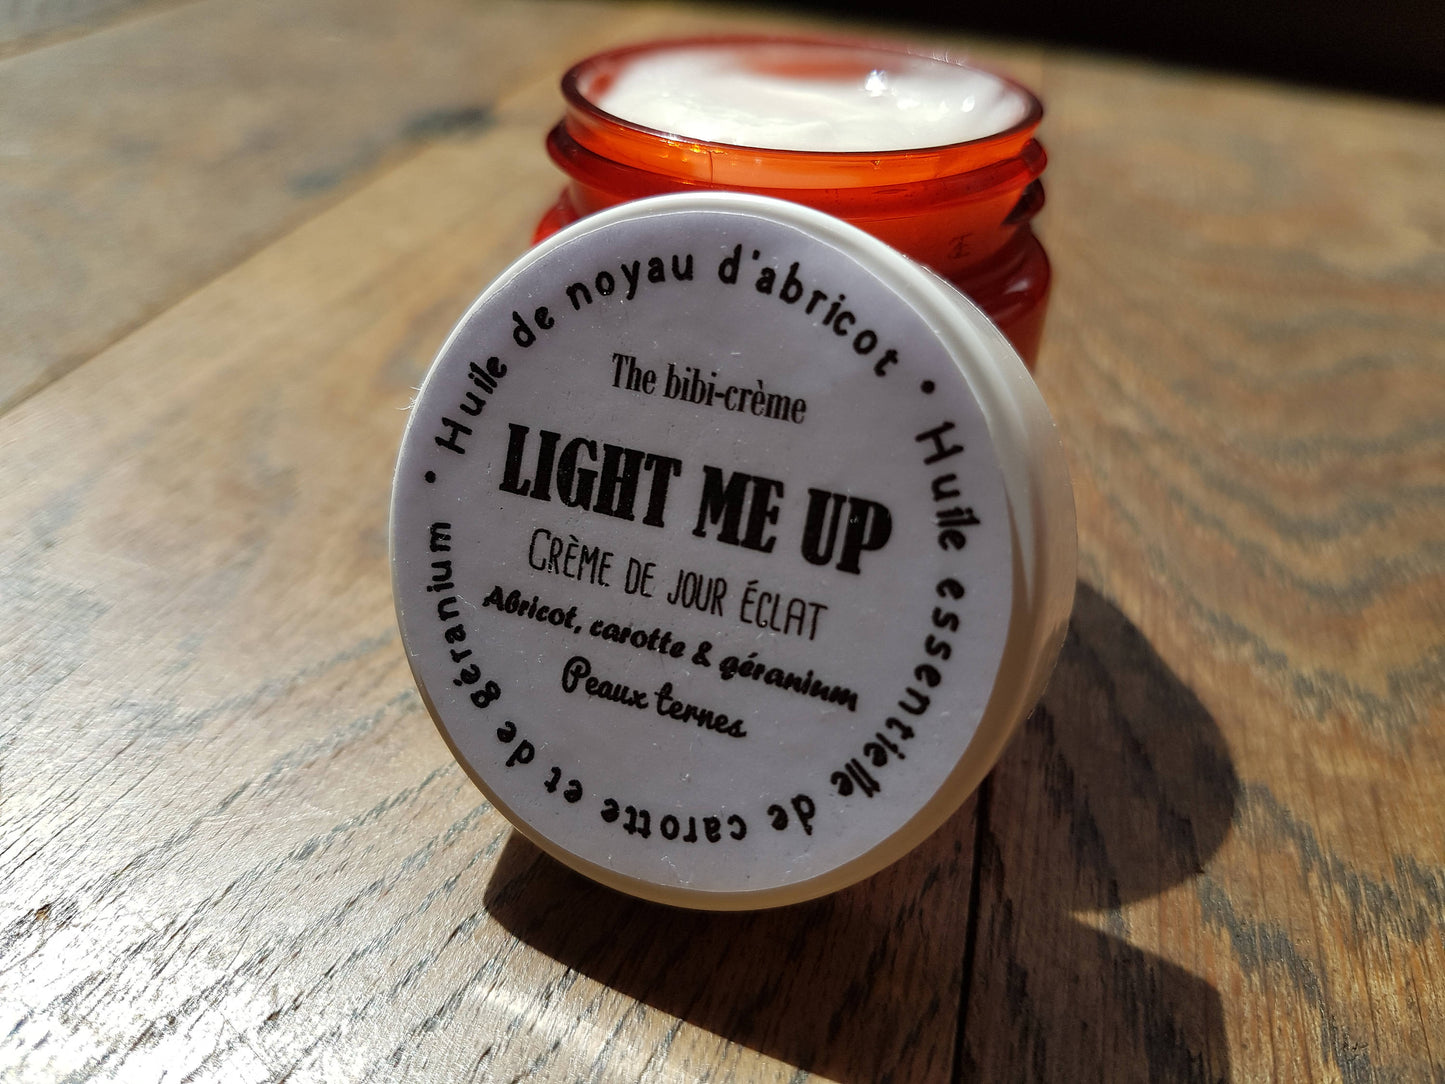 • Huile de noyau d'abricot • Huile essentielle de carotte et de géranium
The bibi-crème
LIGHT ME UP
CRÈME DE JOUR ÉCLAT
Abricot, carotte & géranium
Peaux ternes